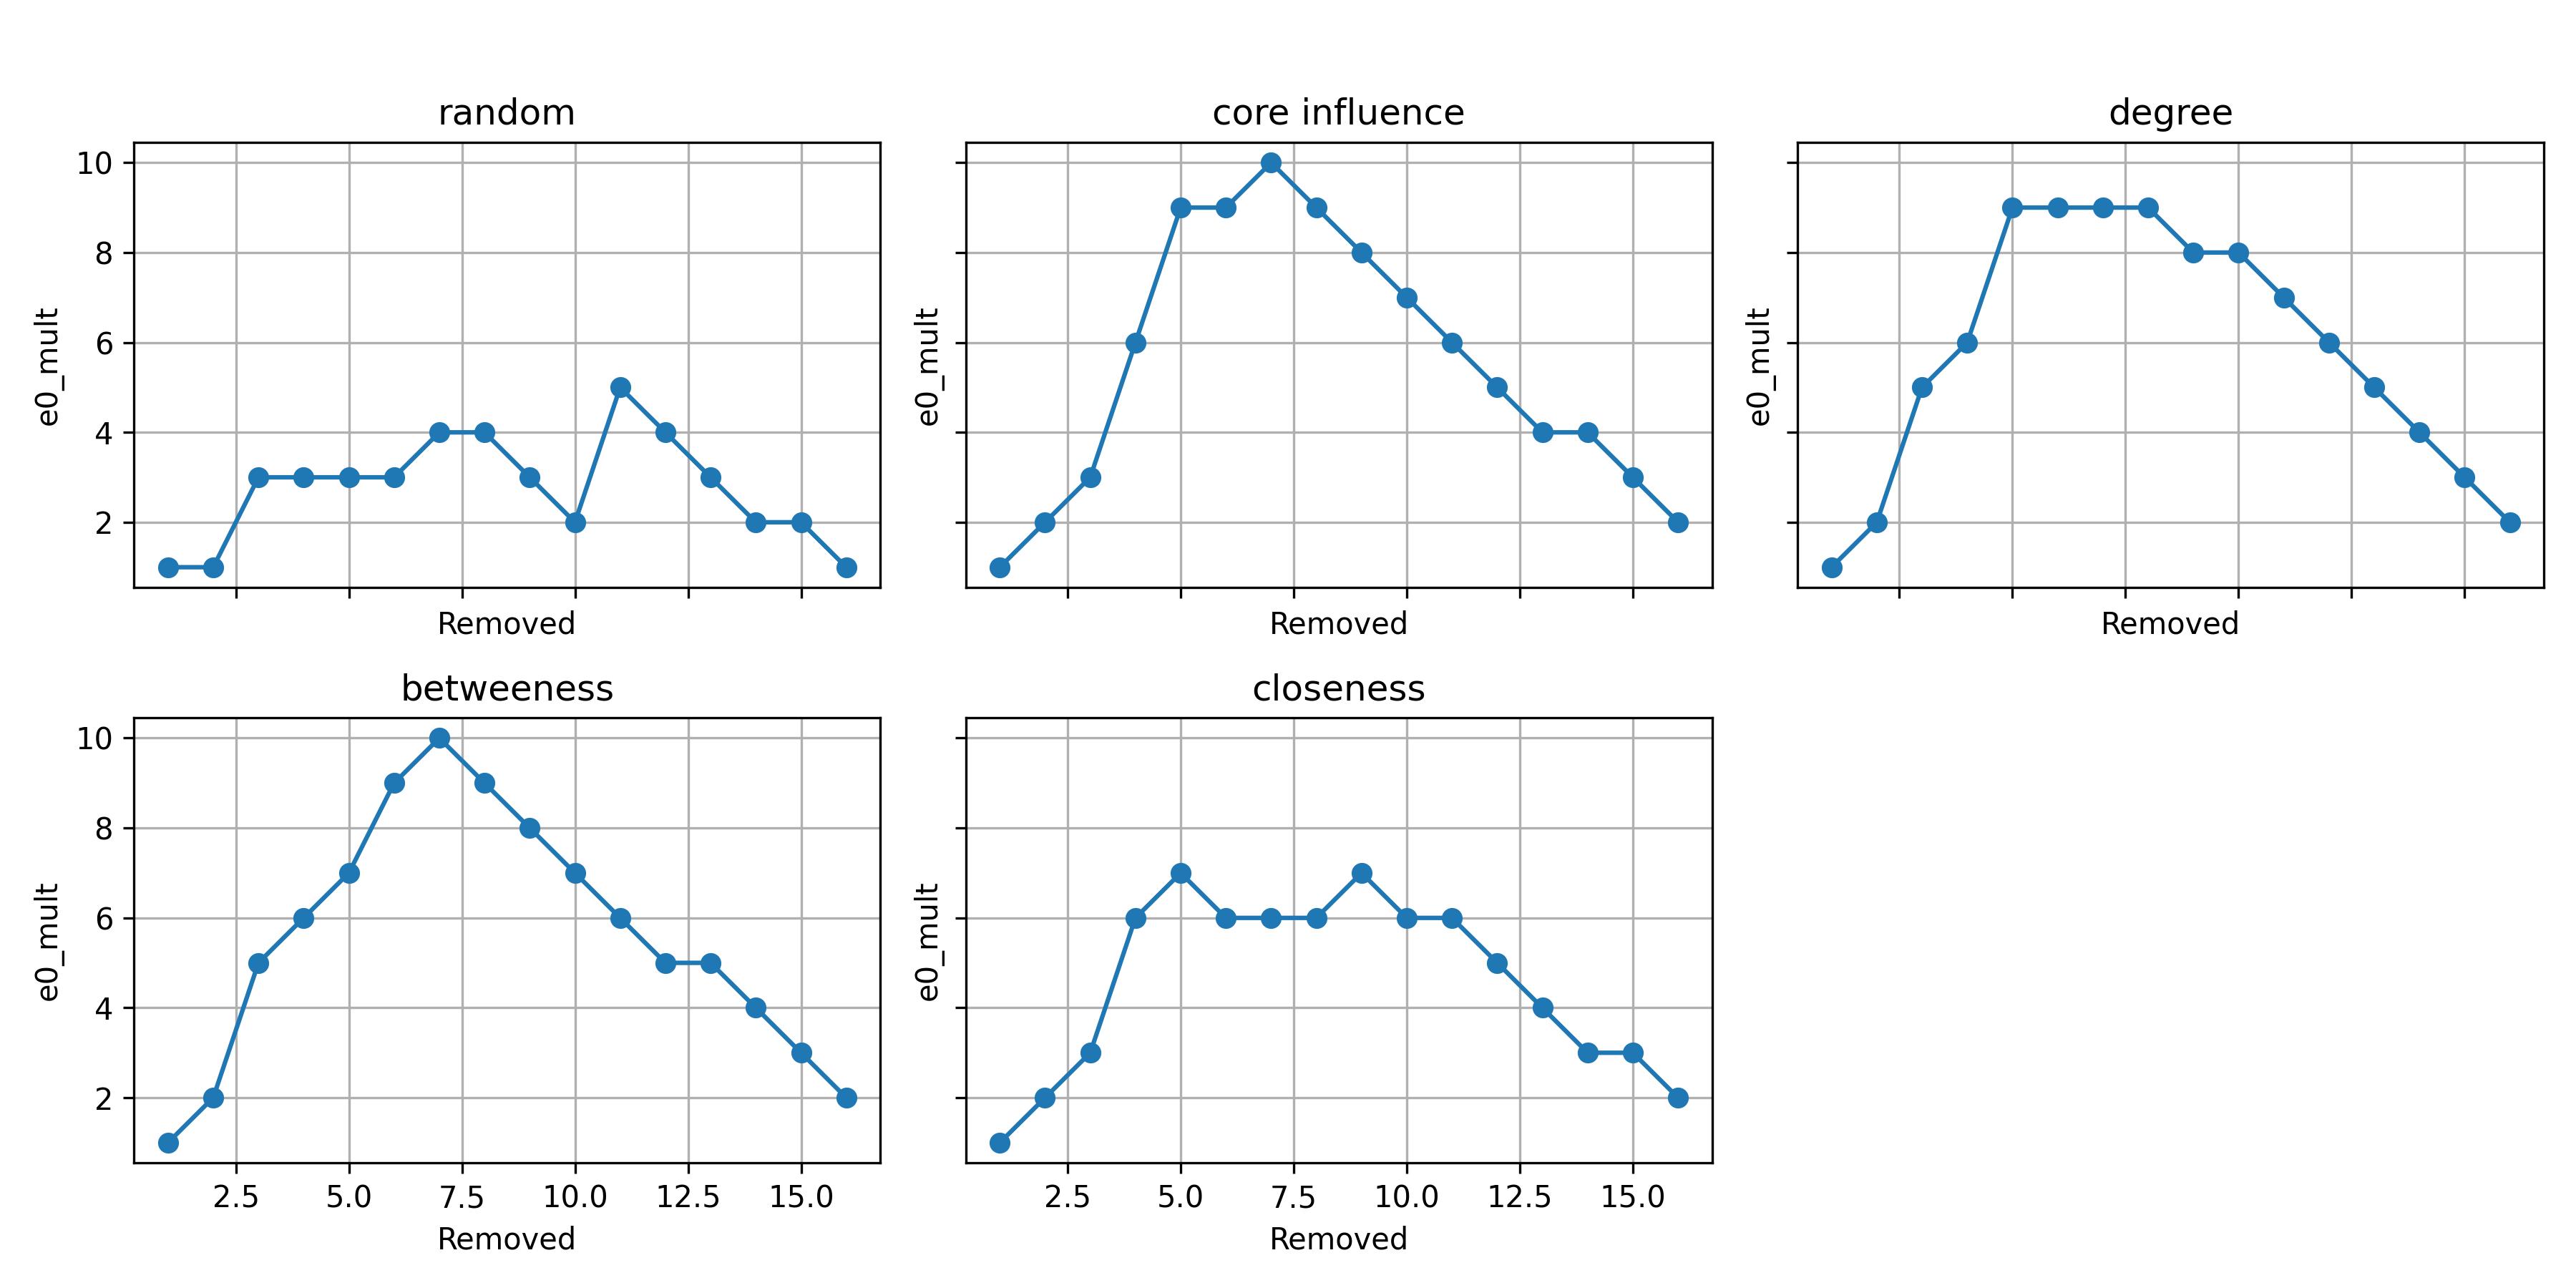 random
core influence
degree
10
8
6
4
2
e0_mult
e0_mult
e0_mult
Removed
Removed
Removed
betweeness
closeness
10
8
6
4
2
e0_mult
e0_mult
2.5 5.0 7.5 10.0 12.5 15.0
2.5 5.0 7.5 10.0 12.5 15.0
Removed
Removed